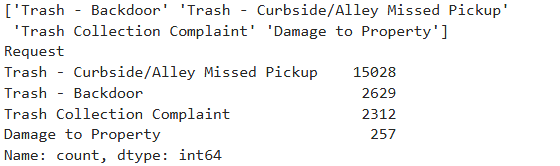 ['Trash - Backdoor' 'Trash - Curbside/Alley Missed Pickup'
 'Trash Collection Complaint' 'Damage to Property']
Request
Trash - Curbside/Alley Missed Pickup    15028
Trash - Backdoor                         2629
Trash Collection Complaint               2312
Damage to Property                        257
Name: count, dtype: int64